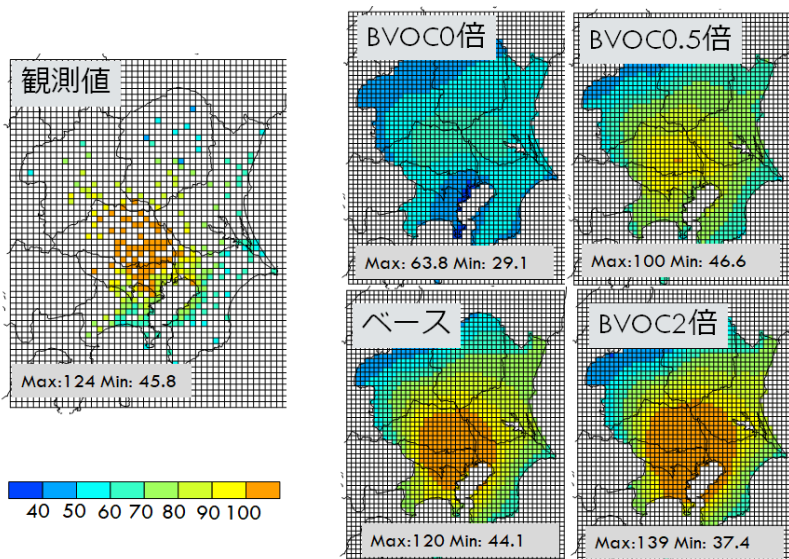 観測値
Max:124 Min: 45.8
40 50 60 70 80 90 100
BVOC0倍
Max: 63.8 Min: 29.1
BVOC0.5倍
Max:100 Min: 46.6
ベース
Max:120 Min: 44.1
BVOC2倍
Max:139 Min: 37.4